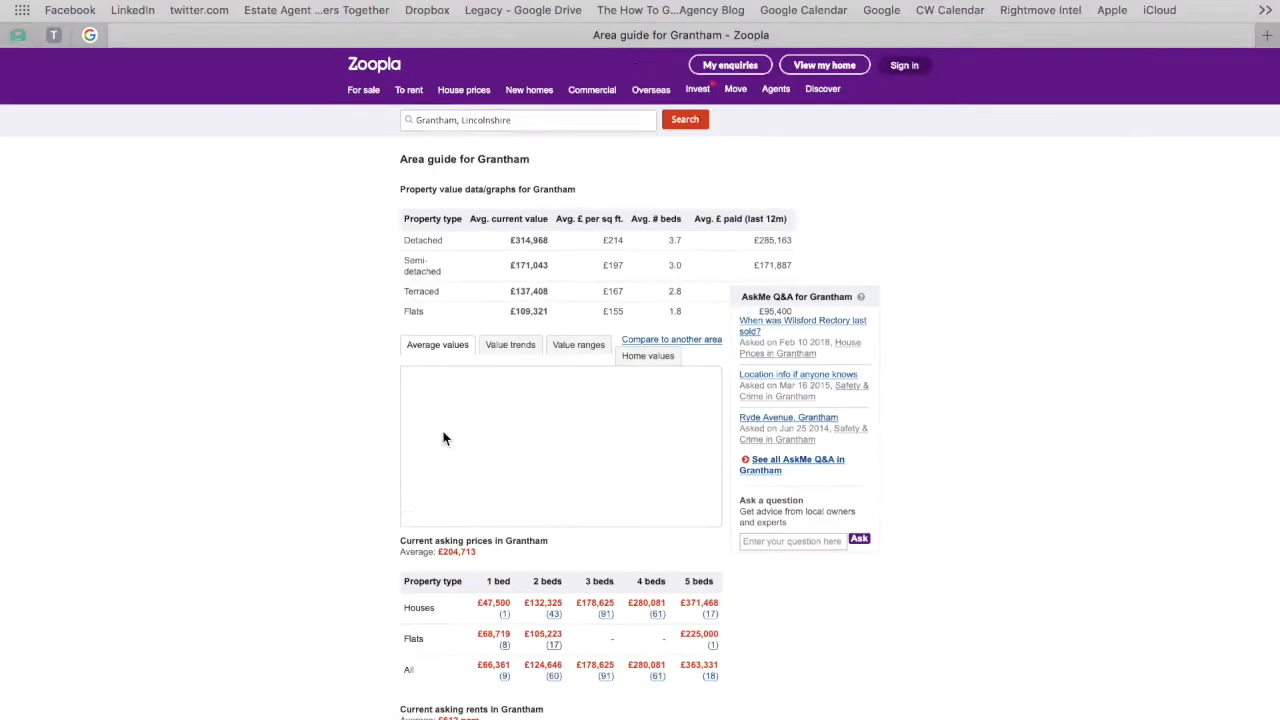 Facebook LinkedIn twitter.com Estate Agent ...ers Together Dropbox Legacy - Google Drive The How To G...Agency Blog Google Calendar Google CW Calendar Rightmove Intel Apple iCloud >>
T G Area guide for Grantham - Zoopla +
Zoopla My enquiries View my home Sign in
For sale To rent House prices New homes Commercial Overseas Invest Move Agents Discover
Grantham, Lincolnshire Search
Area guide for Grantham
Property value data/graphs for Grantham
Property type Avg. current value Avg. £ per sq ft. Avg. # beds Avg. £ paid (last 12m)
Detached £314,968 £214 3.7 £285,163
Semi-
detached £171,043 £197 3.0 £171,887
Terraced £137,408 £167 2.8
Flats £109,321 £155 1.8 £95,400
Average values Value trends Value ranges Compare to another area
Home values
AskMe Q&A for Grantham ?
When was Wilsford Rectory last
sold?
Asked on Feb 10 2018, House
Prices in Grantham
Location info if anyone knows
Asked on Mar 16 2015, Safety &
Crime in Grantham
Ryde Avenue, Grantham
Asked on Jun 25 2014, Safety &
Crime in Grantham
See all AskMe Q&A in
Grantham
Ask a question
Get advice from local owners
and experts
Enter your question here Ask
Current asking prices in Grantham
Average: £204,713
Property type 1 bed 2 beds 3 beds 4 beds 5 beds
Houses £47,500 £132,325 £178,625 £280,081 £371,468
(1) (43) (91) (61) (17)
Flats £68,719 £105,223 - - £225,000
(8) (17) (1)
All £66,361 £124,646 £178,625 £280,081 £363,331
(9) (60) (91) (61) (18)
Current asking rents in Grantham